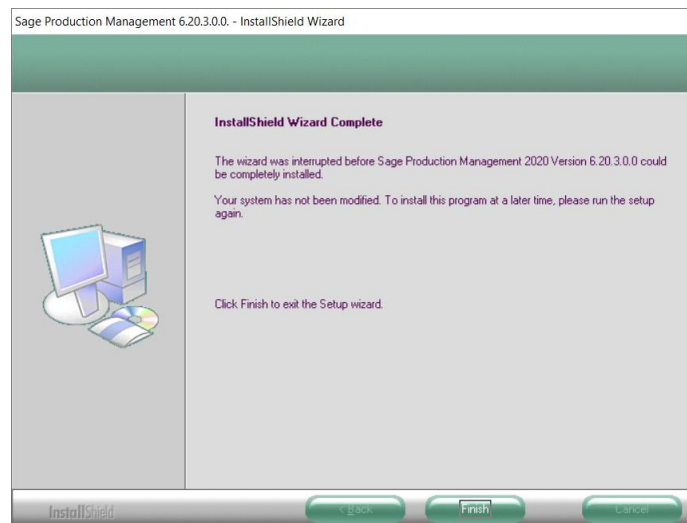 Sage Production Management 6.20.3.0.0. - InstallShield Wizard
InstallShield Wizard Complete
The wizard was interrupted before Sage Production Management 2020 Version 6.20.3.0.0 could
be completely installed.
Your system has not been modified. To install this program at a later time, please run the setup
again.
Click Finish to exit the Setup wizard.
InstallShield
< Back
Finish
Cancel